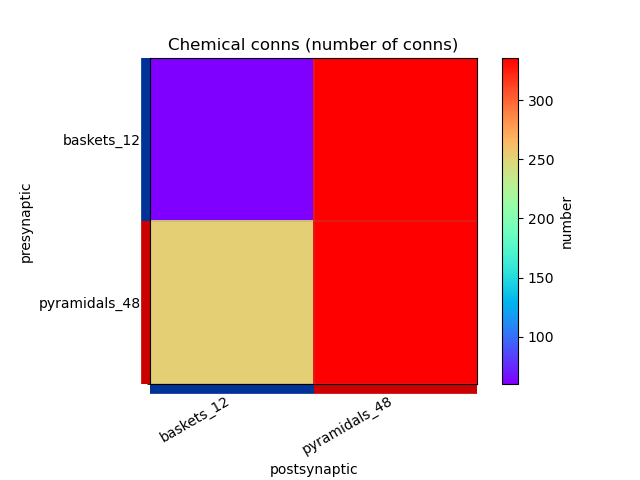 Chemical conns (number of conns)
presynaptic
baskets_12
pyramidals_48
baskets_12
pyramidals_48
postsynaptic
300
250
200
150
100
number